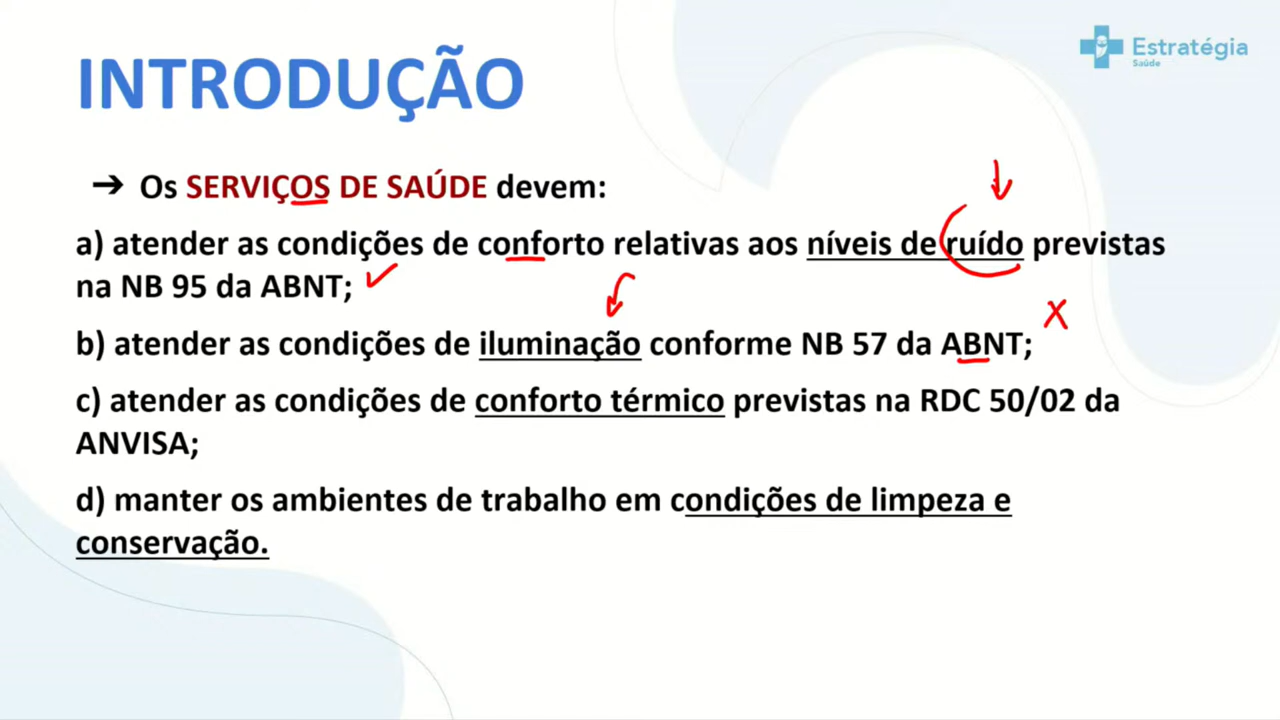 Estratégia
Saúde
INTRODUÇÃO
➔ Os SERVIÇOS DE SAÚDE devem:
a) atender as condições de conforto relativas aos níveis de ruído previstas
na NB 95 da ABNT;
b) atender as condições de iluminação conforme NB 57 da ABNT;
c) atender as condições de conforto térmico previstas na RDC 50/02 da
ANVISA;
d) manter os ambientes de trabalho em condições de limpeza e
conservação.